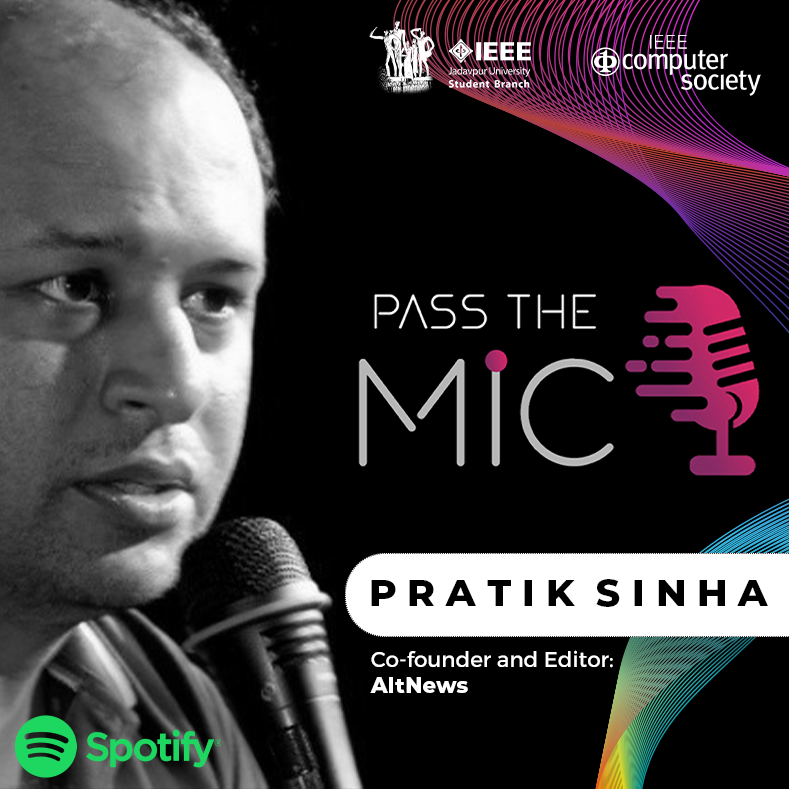 IEEE
Jadavpur University
Student Branch
IEEE
computer
society
PASS THE
MiC
PRATIK SINHA
Co-founder and Editor:
AltNews
Spotify